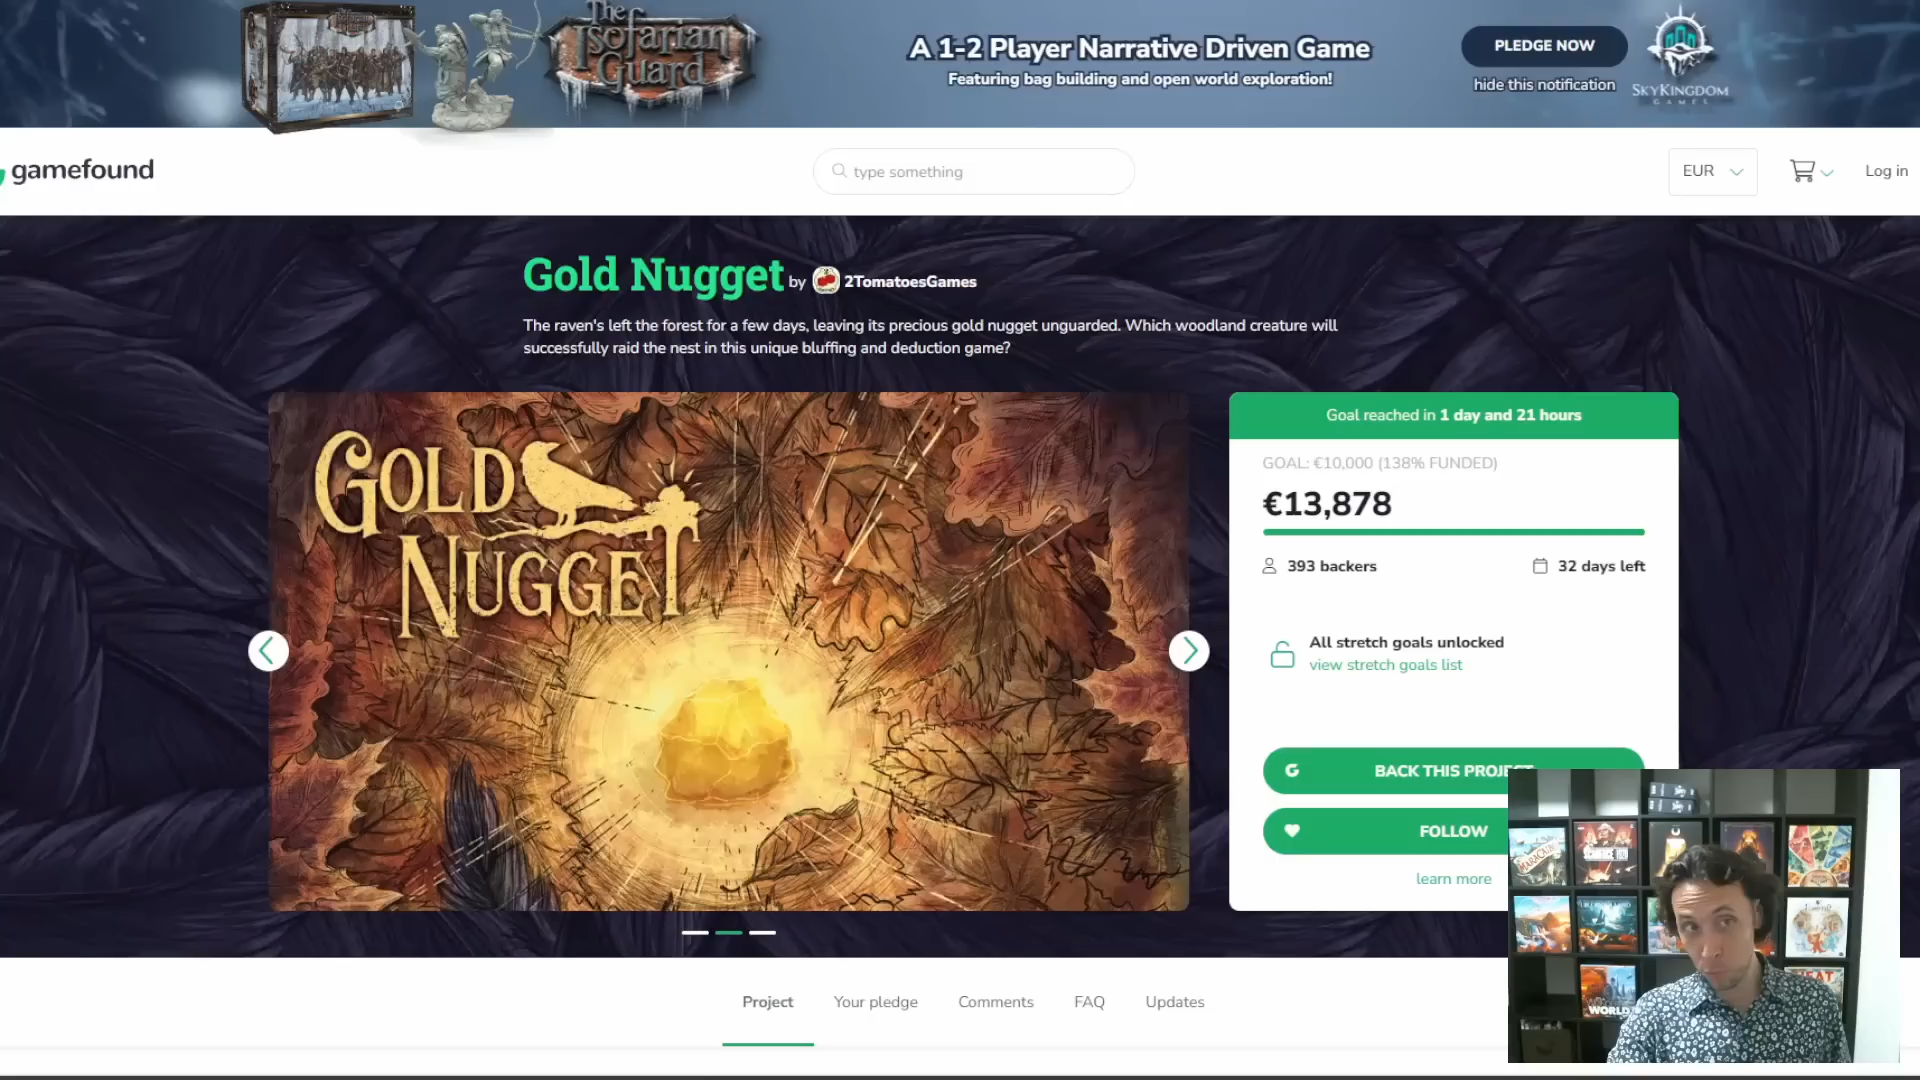 The
Isofarian
Guard
A 1-2 Player Narrative Driven Game
Featuring bag building and open world exploration!
PLEDGE NOW
hide this notification
SKYKINGDOM
GAMES
gamefound
type something
EUR
Log in
Gold Nugget by 2TomatoesGames
The raven's left the forest for a few days, leaving its precious gold nugget unguarded. Which woodland creature will
successfully raid the nest in this unique bluffing and deduction game?
GOLD
NUGGET
Goal reached in 1 day and 21 hours
GOAL: €10,000 (138% FUNDED)
€13,878
393 backers
32 days left
All stretch goals unlocked
view stretch goals list
BACK THIS PROJECT
FOLLOW
learn more
MARACAIBO
HEAT
WORLD
Project
Your pledge
Comments
FAQ
Updates